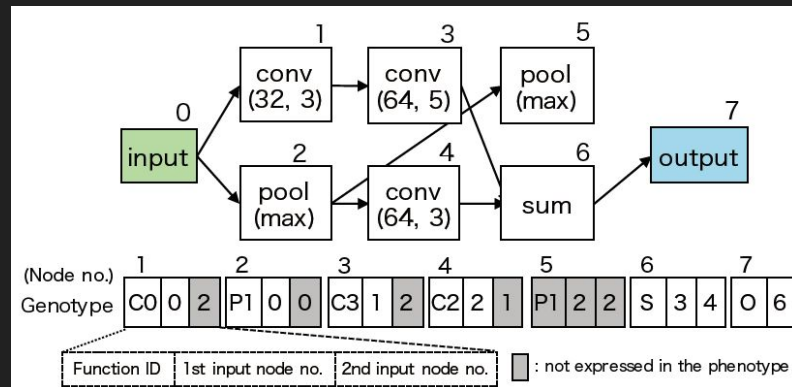 1 3 5
conv conv pool
(32, 3) (64, 5) (max)
0 7
input output
2 4 6
pool conv sum
(max) (64, 3)
(Node no.) 1 2 3 4 5 6 7
Genotype C0 0 2 P1 0 0 C3 1 2 C2 2 1 P1 2 2 S 3 4 O 6
Function ID 1st input node no. 2nd input node no. : not expressed in the phenotype